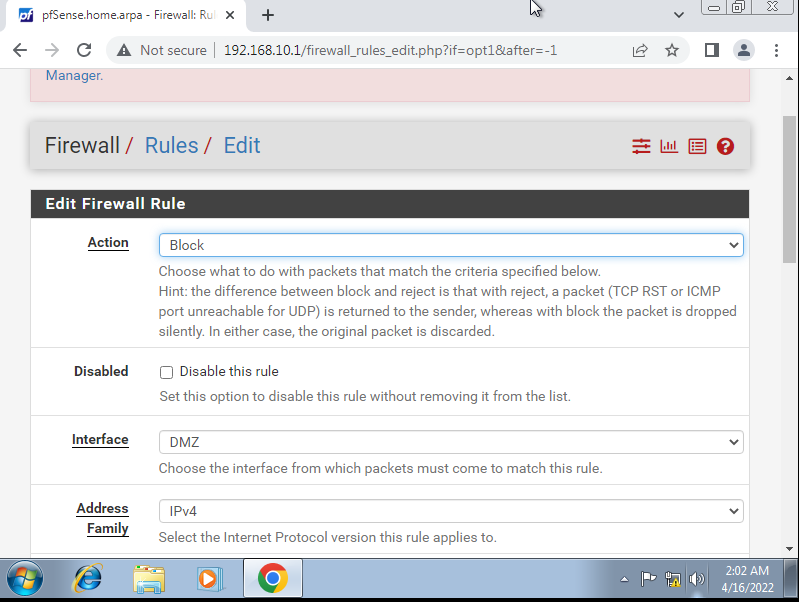 pf
pfSense.home.arpa - Firewall: Ru
Not secure
192.168.10.1/firewall_rules_edit.php?if=opt1&after=-1
Manager.
Firewall / Rules / Edit
?
Edit Firewall Rule
Action
Block
Choose what to do with packets that match the criteria specified below.
Hint: the difference between block and reject is that with reject, a packet (TCP RST or ICMP
port unreachable for UDP) is returned to the sender, whereas with block the packet is dropped
silently. In either case, the original packet is discarded.
Disabled
Disable this rule
Set this option to disable this rule without removing it from the list.
Interface
DMZ
Choose the interface from which packets must come to match this rule.
Address
Family
IPv4
Select the Internet Protocol version this rule applies to.
2:02 AM
4/16/2022